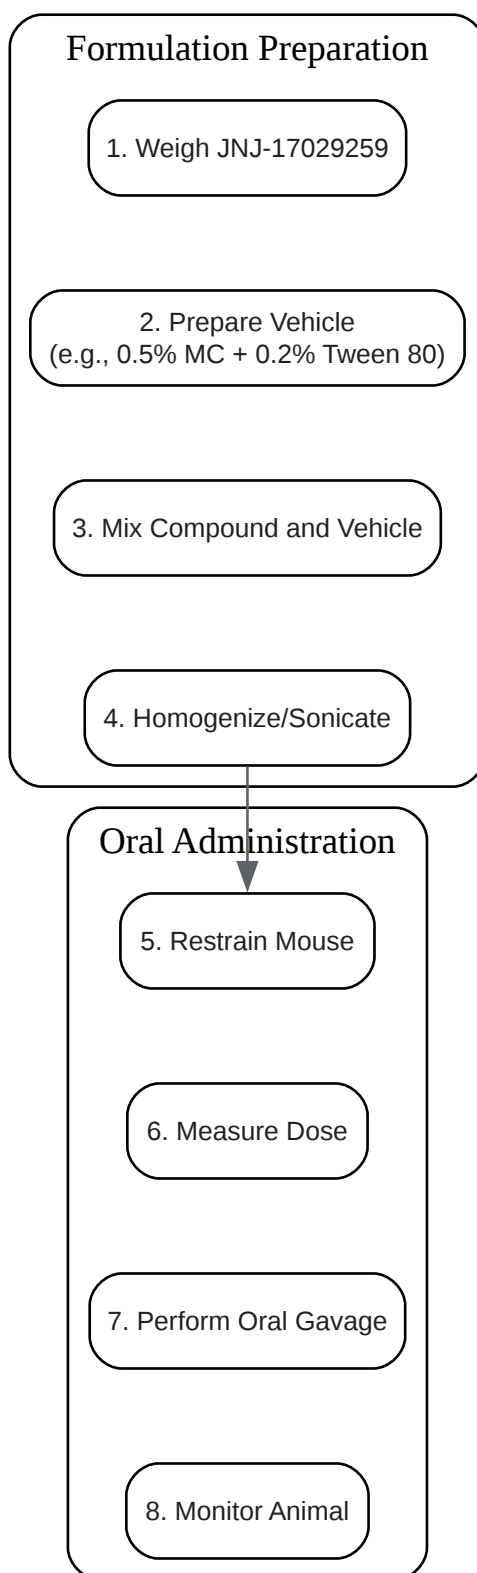 Formulation Preparation
1. Weigh JNJ-17029259
2. Prepare Vehicle
(e.g., 0.5% MC + 0.2% Tween 80)
3. Mix Compound and Vehicle
4. Homogenize/Sonicate
Oral Administration
5. Restrain Mouse
6. Measure Dose
7. Perform Oral Gavage
8. Monitor Animal